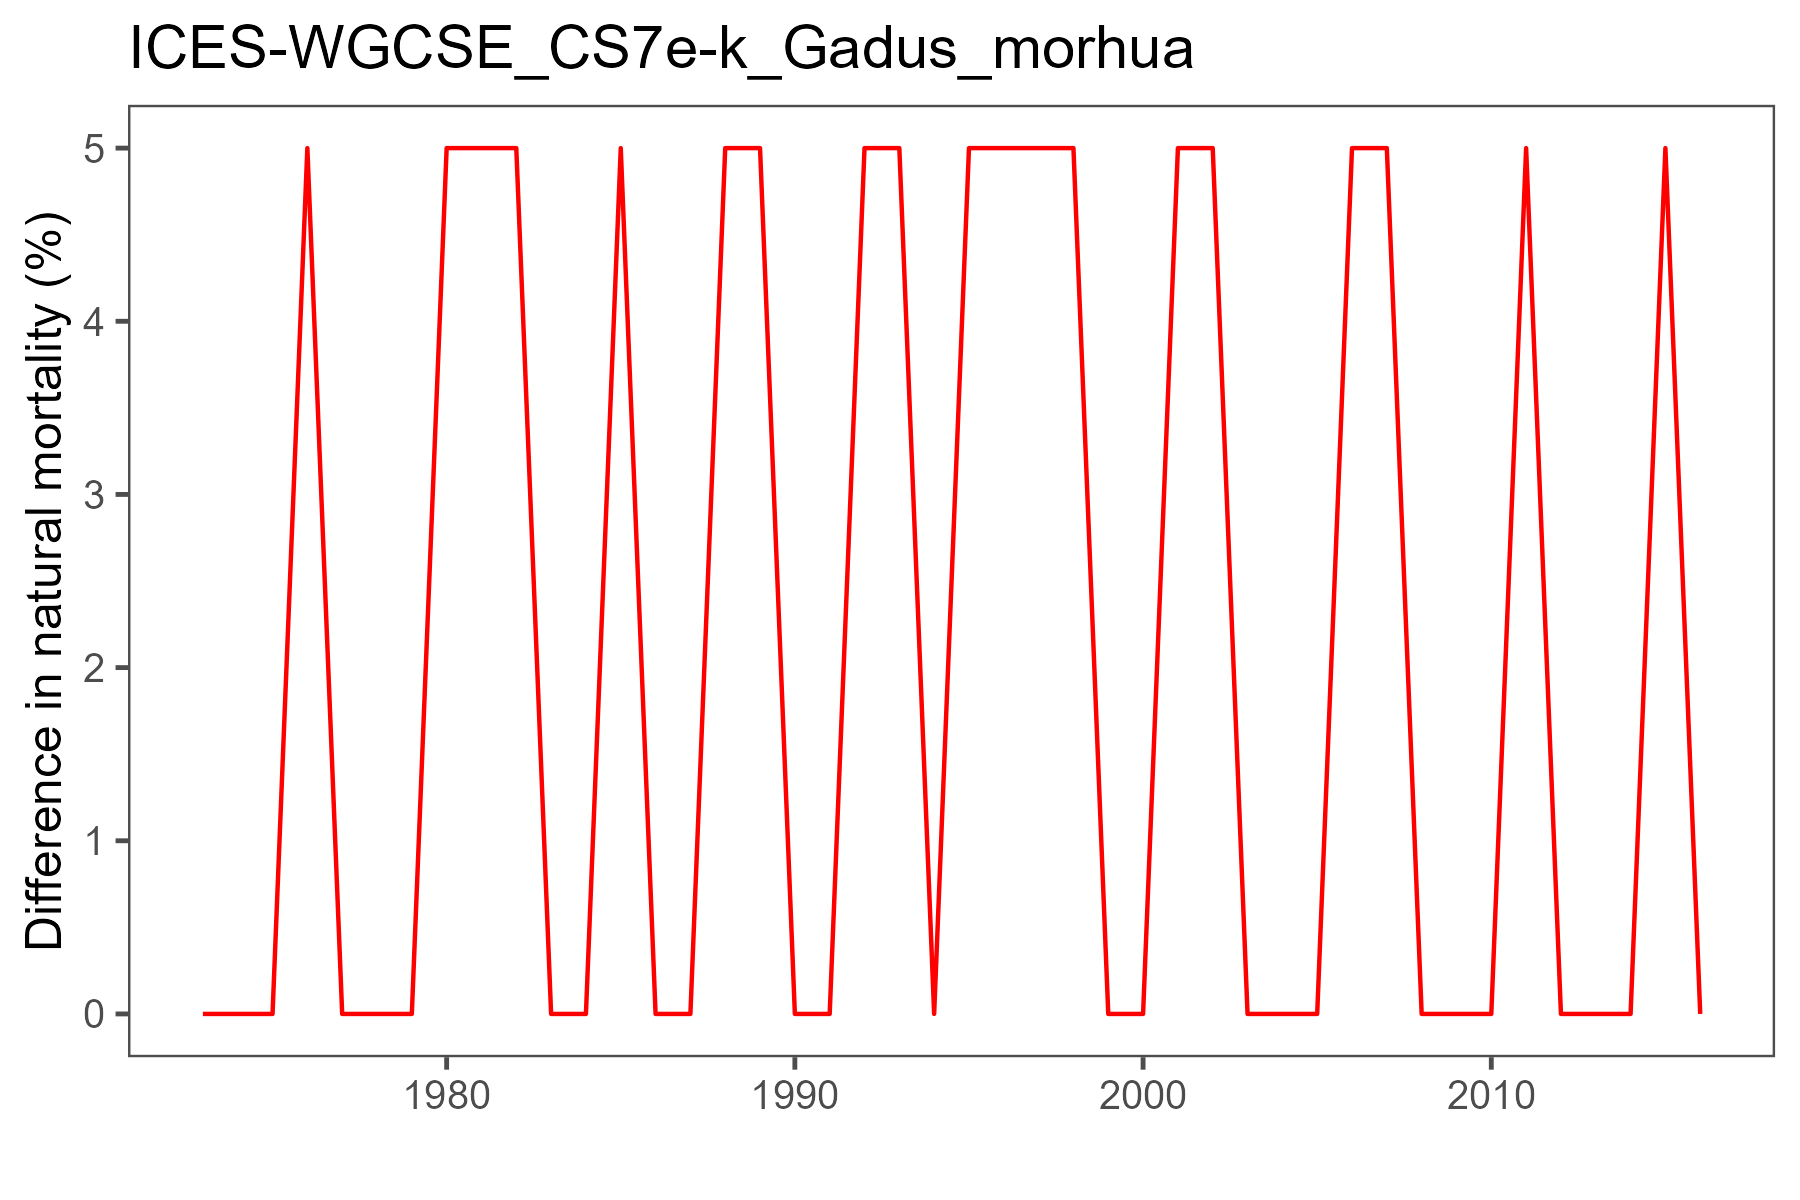 ICES-WGCSE_CS7e-k_Gadus_morhua
Difference in natural mortality (%)
5
4
3
2
1
0
1980 1990 2000 2010